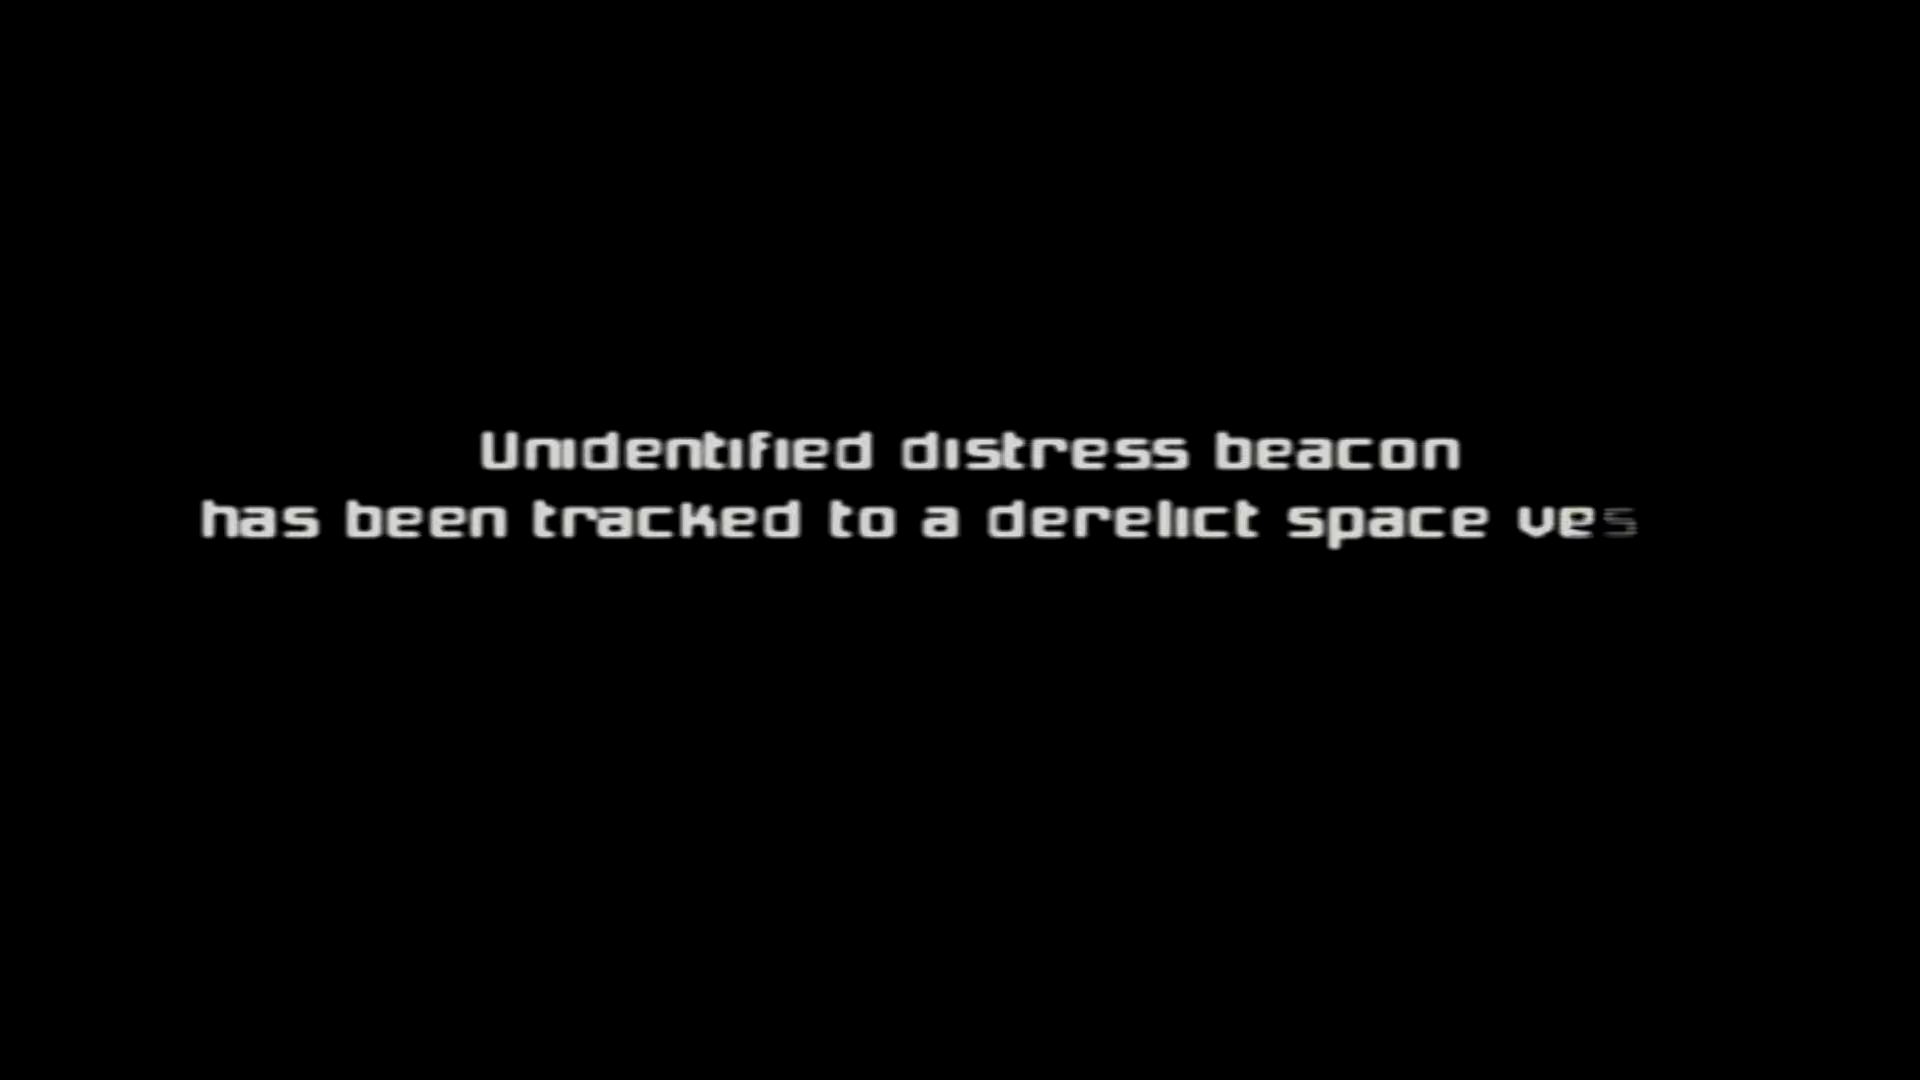 Unidentified distress beacon
has been tracked to a derelict space ves